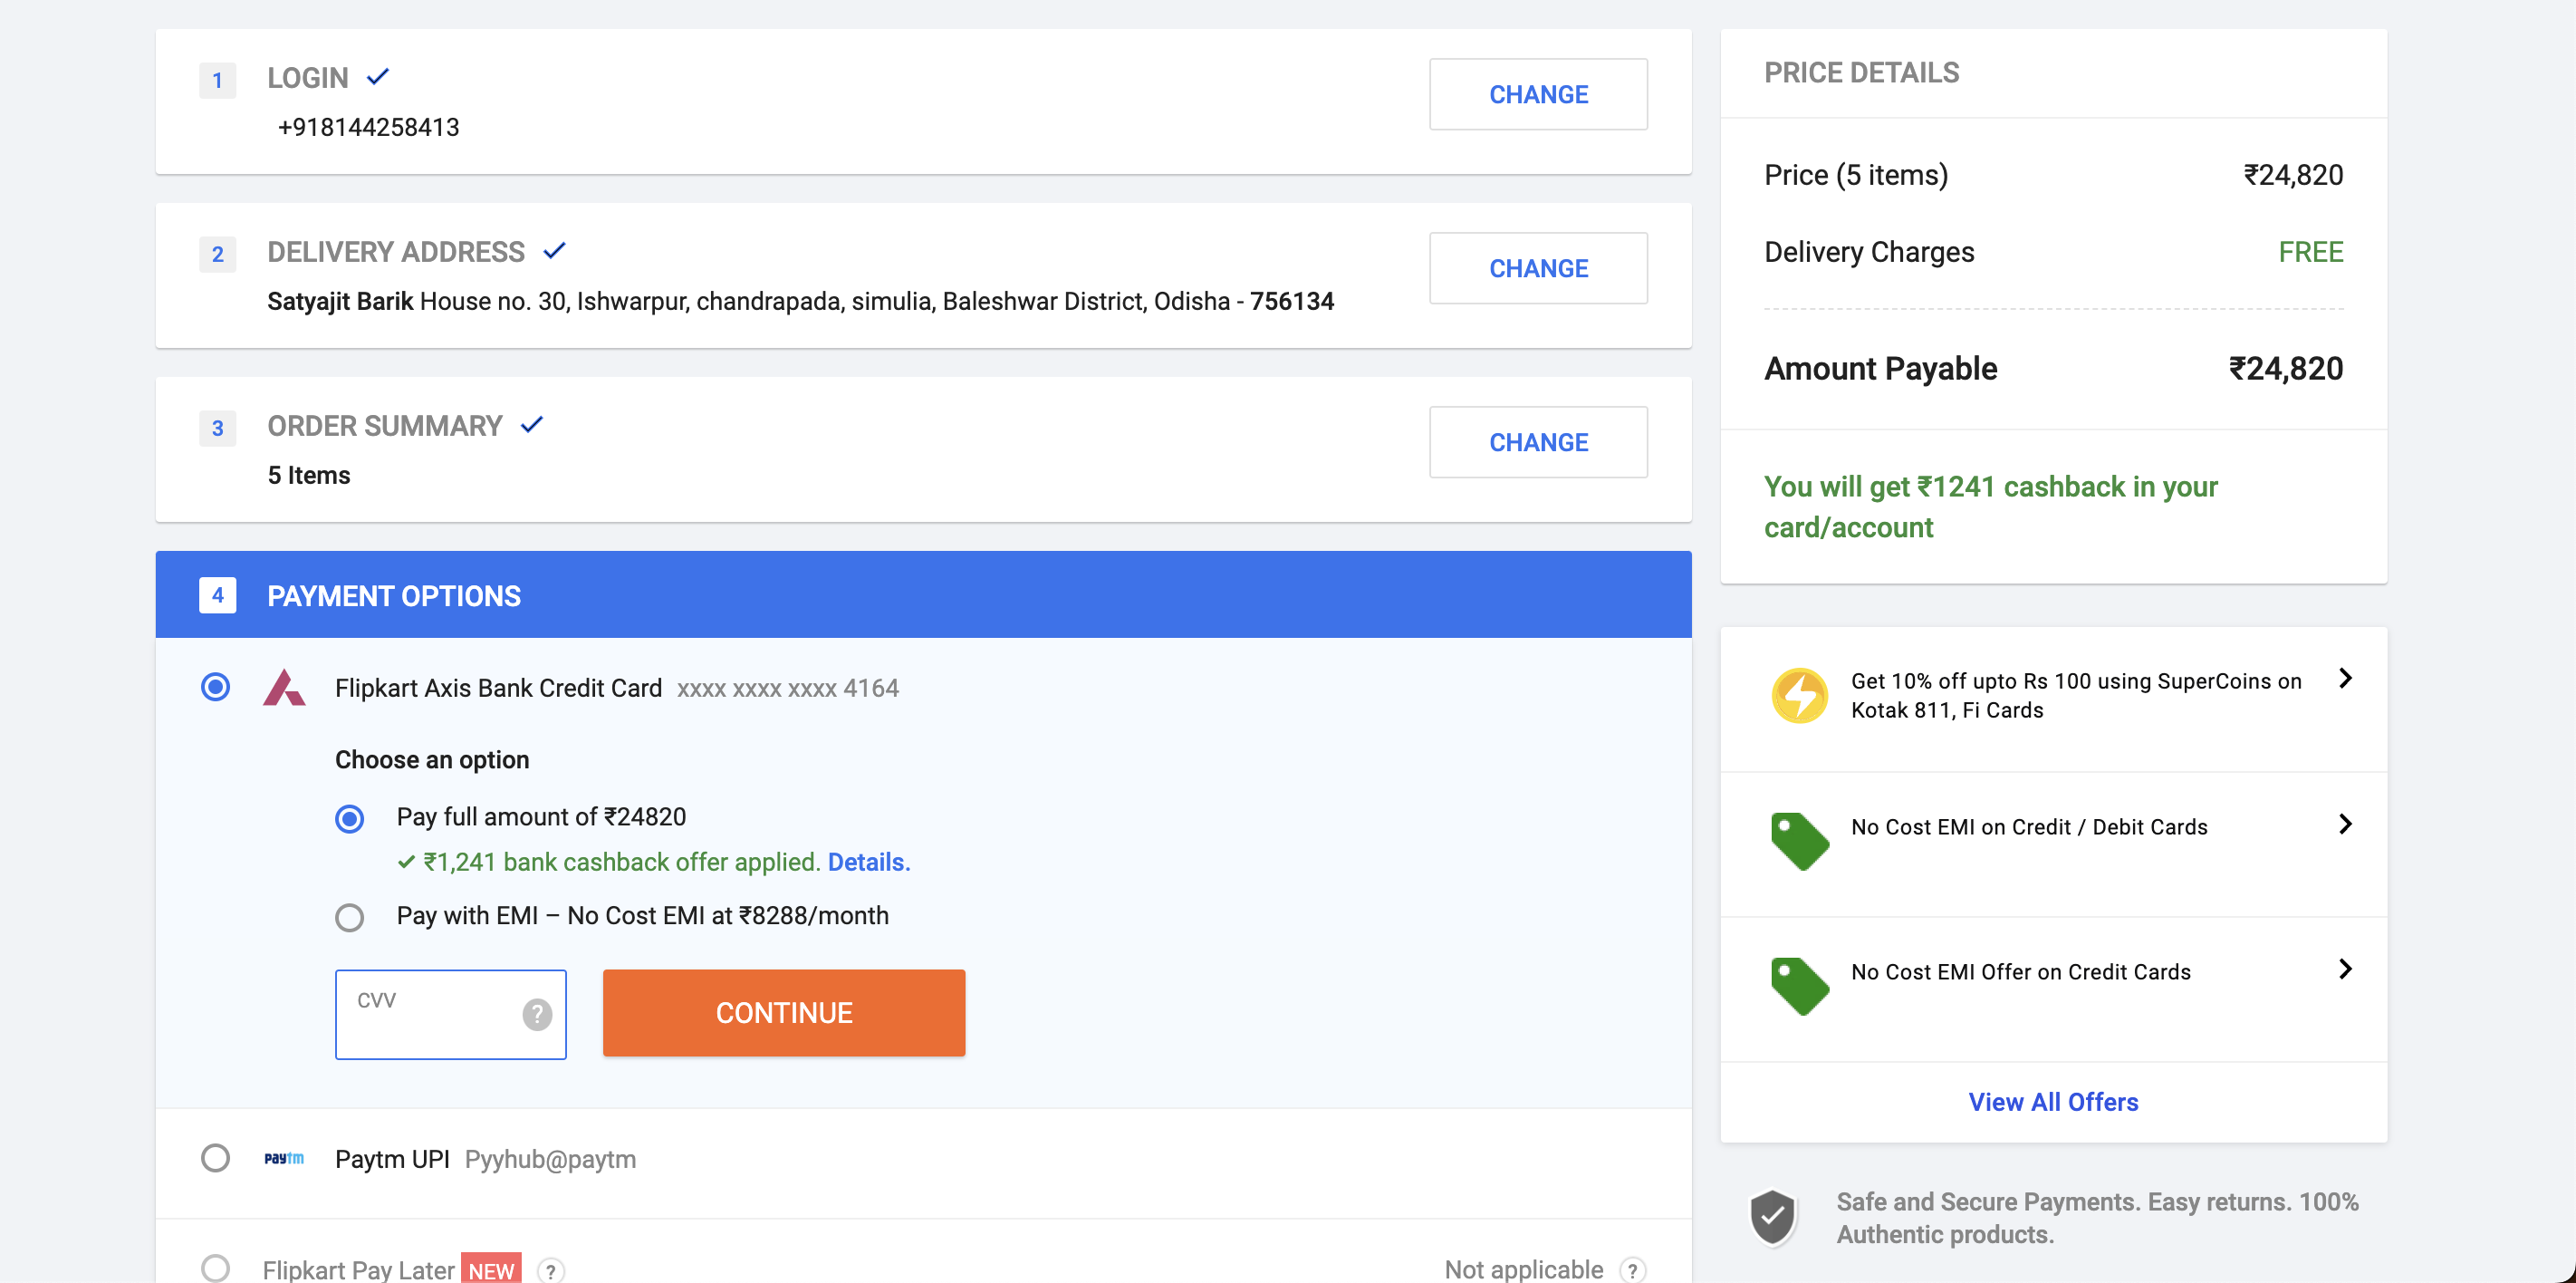 1 LOGIN
+918144258413
CHANGE
2 DELIVERY ADDRESS
Satyajit Barik House no. 30, Ishwarpur, chandrapada, simulia, Baleshwar District, Odisha - 756134
CHANGE
3 ORDER SUMMARY
5 Items
CHANGE
4 PAYMENT OPTIONS
Flipkart Axis Bank Credit Card xxxx xxxx xxxx 4164
Choose an option
Pay full amount of ₹24820
₹1,241 bank cashback offer applied. Details.
Pay with EMI – No Cost EMI at ₹8288/month
CVV ?
CONTINUE
paytm Paytm UPI Pyyhub@paytm
Flipkart Pay Later NEW ? Not applicable ?
PRICE DETAILS
Price (5 items) ₹24,820
Delivery Charges FREE
Amount Payable ₹24,820
You will get ₹1241 cashback in your
card/account
Get 10% off upto Rs 100 using SuperCoins on
Kotak 811, Fi Cards
No Cost EMI on Credit / Debit Cards
No Cost EMI Offer on Credit Cards
View All Offers
Safe and Secure Payments. Easy returns. 100%
Authentic products.